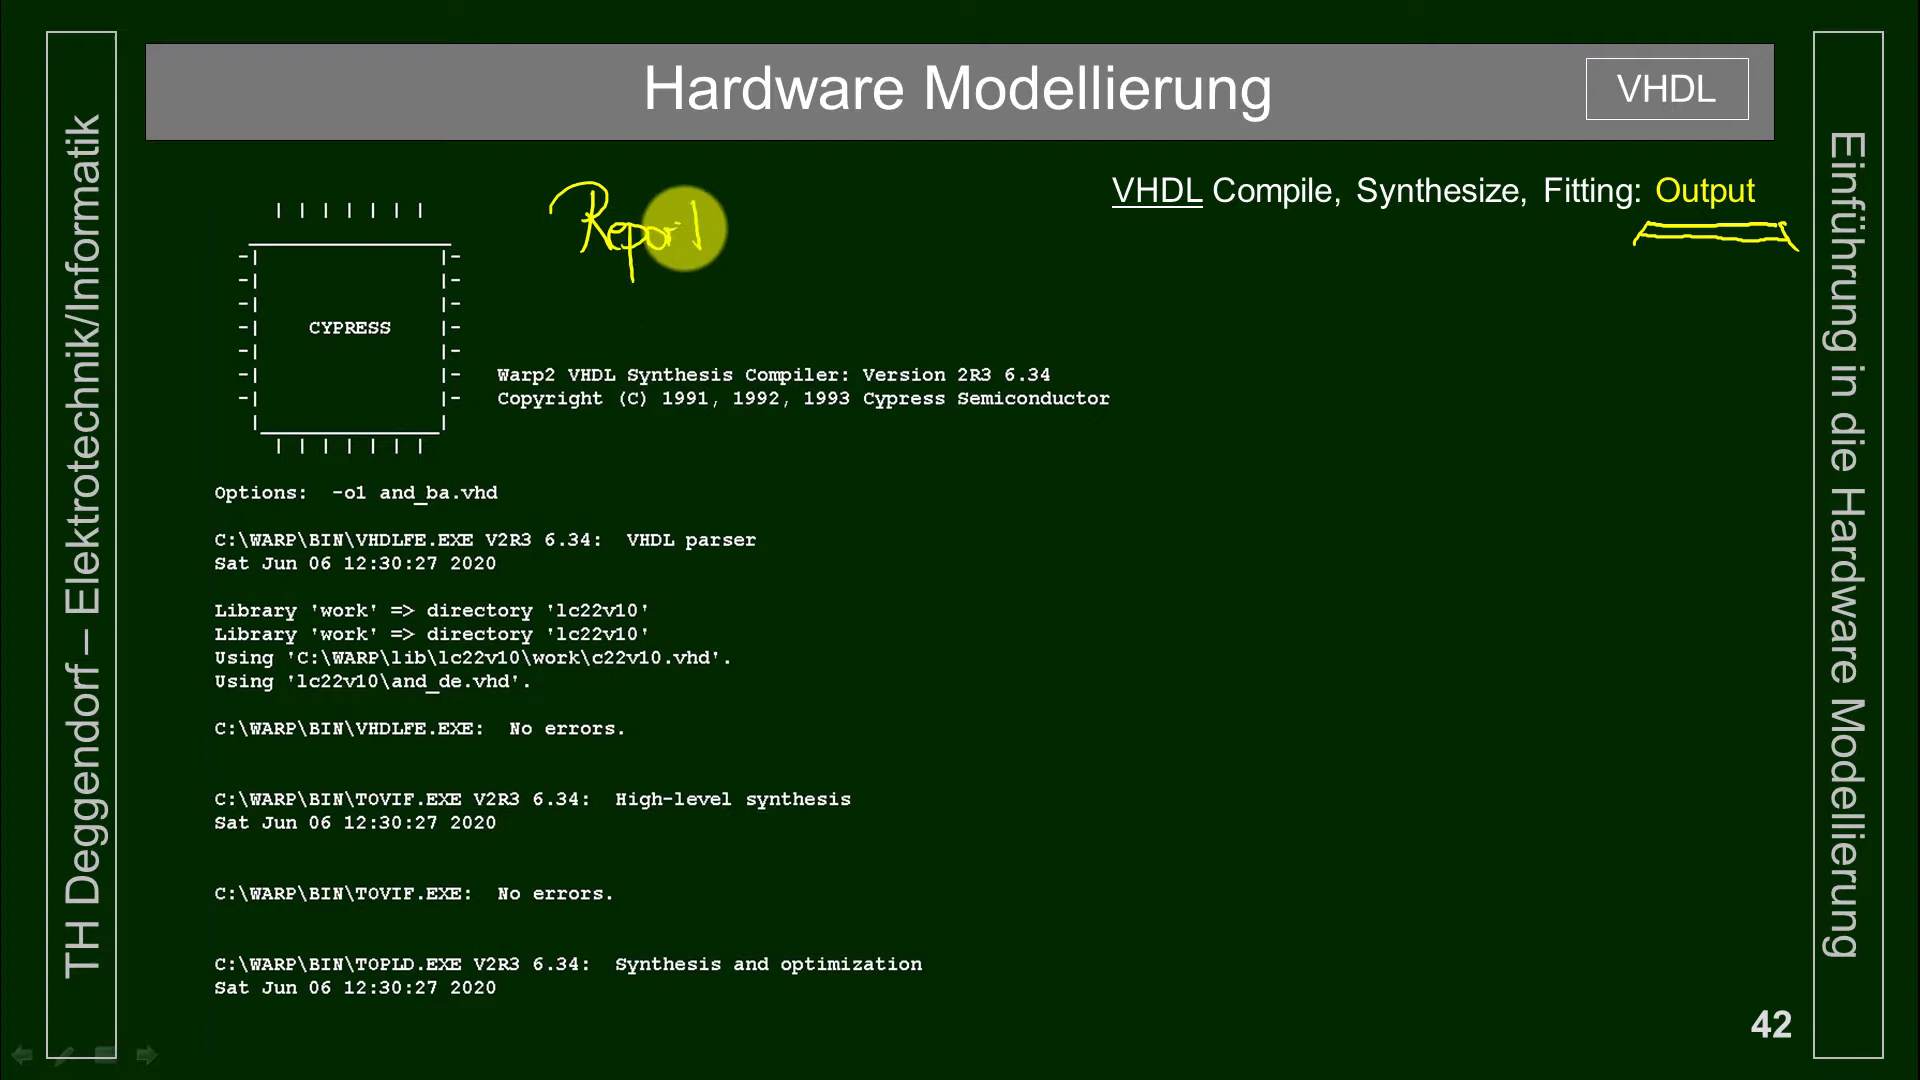 Hardware Modellierung
VHDL
TH Deggendorf – Elektrotechnik/Informatik
Einführung in die Hardware Modellierung
VHDL Compile, Synthesize, Fitting: Output
Report
CYPRESS
Warp2 VHDL Synthesis Compiler: Version 2R3 6.34
Copyright (C) 1991, 1992, 1993 Cypress Semiconductor
Options: -o1 and_ba.vhd
C:\WARP\BIN\VHDLFE.EXE V2R3 6.34: VHDL parser
Sat Jun 06 12:30:27 2020
Library 'work' => directory 'lc22v10'
Library 'work' => directory 'lc22v10'
Using 'C:\WARP\lib\lc22v10\work\c22v10.vhd'.
Using 'lc22v10\and_de.vhd'.
C:\WARP\BIN\VHDLFE.EXE: No errors.
C:\WARP\BIN\TOVIF.EXE V2R3 6.34: High-level synthesis
Sat Jun 06 12:30:27 2020
C:\WARP\BIN\TOVIF.EXE: No errors.
C:\WARP\BIN\TOPLD.EXE V2R3 6.34: Synthesis and optimization
Sat Jun 06 12:30:27 2020
42